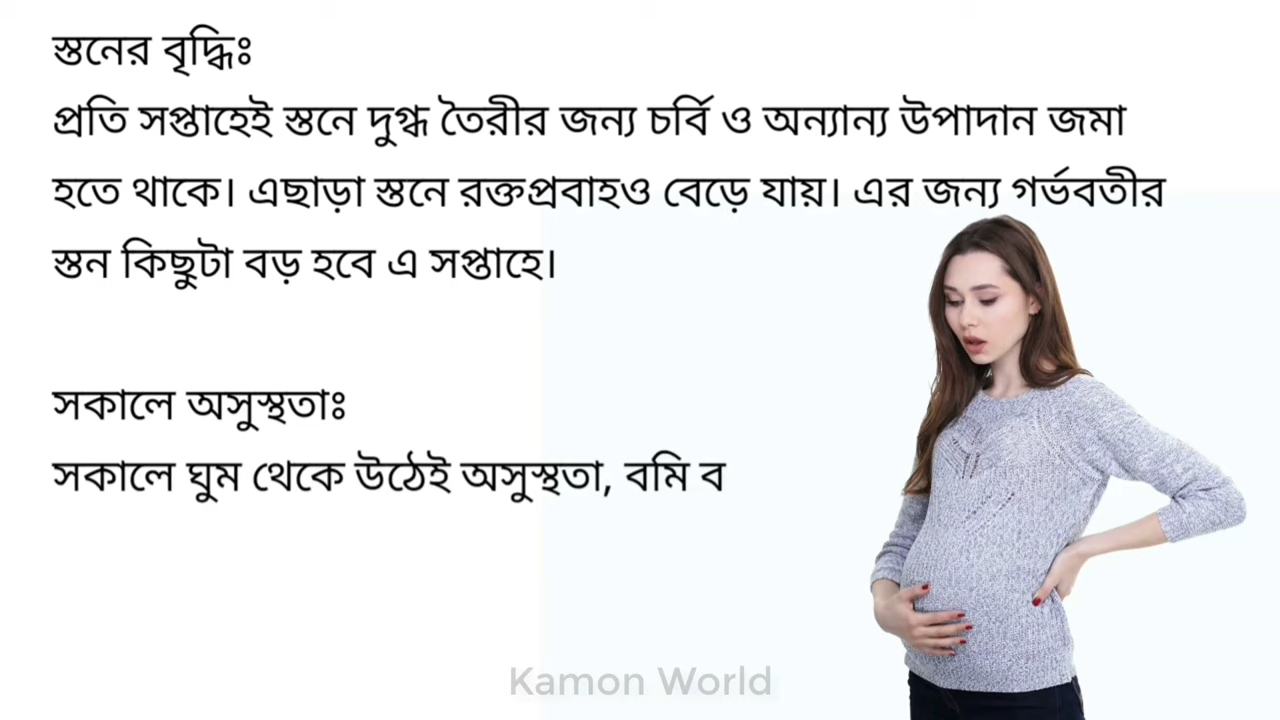 স্তনের বৃদ্ধিঃ
প্রতি সপ্তাহেই স্তনে দুগ্ধ তৈরীর জন্য চর্বি ও অন্যান্য উপাদান জমা
হতে থাকে। এছাড়া স্তনে রক্তপ্রবাহও বেড়ে যায়। এর জন্য গর্ভবতীর
স্তন কিছুটা বড় হবে এ সপ্তাহে।
সকালে অসুস্থতাঃ
সকালে ঘুম থেকে উঠেই অসুস্থতা, বমি ব
Kamon World